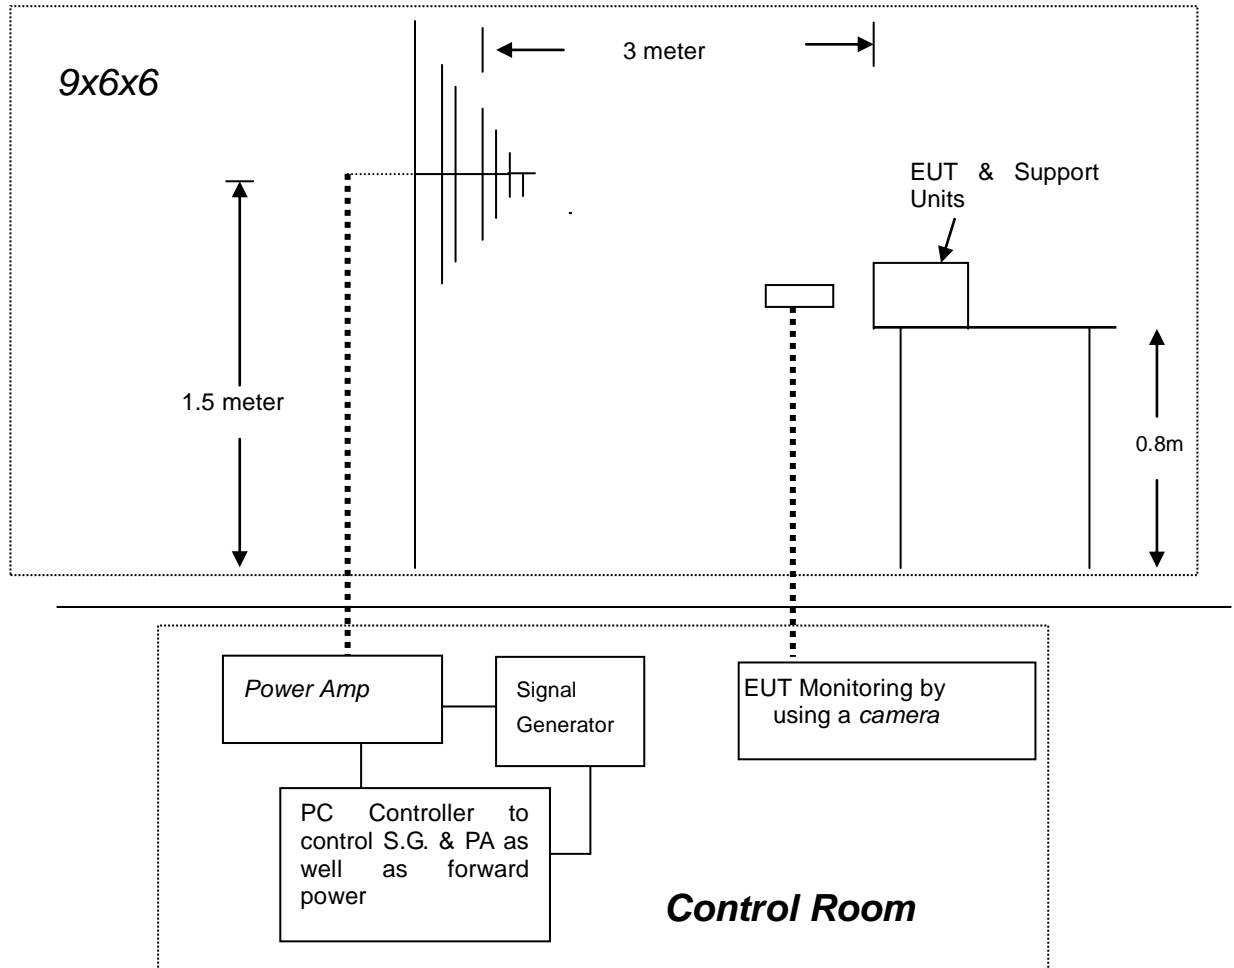 3 meter
9x6x6
EUT & Support
Units
1.5 meter
0.8m
Power Amp
Signal
Generator
EUT Monitoring by
using a camera
PC Controller to
control S.G. & PA as
well as forward
power
Control Room